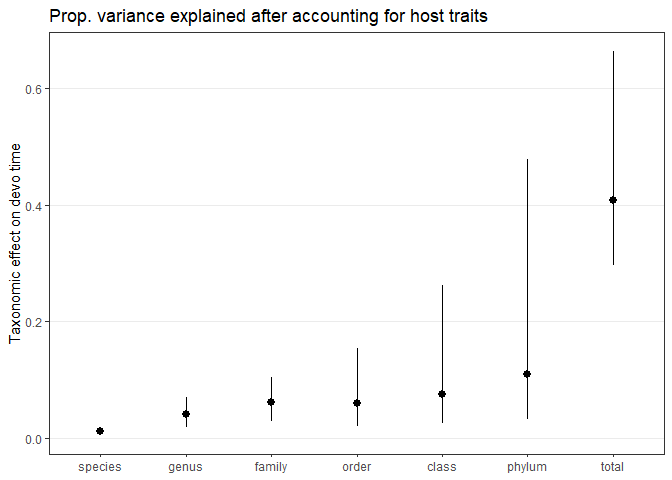 Prop. variance explained after accounting for host traits
Taxonomic effect on devo time
0.6
0.4
0.2
0.0
species genus family order class phylum total